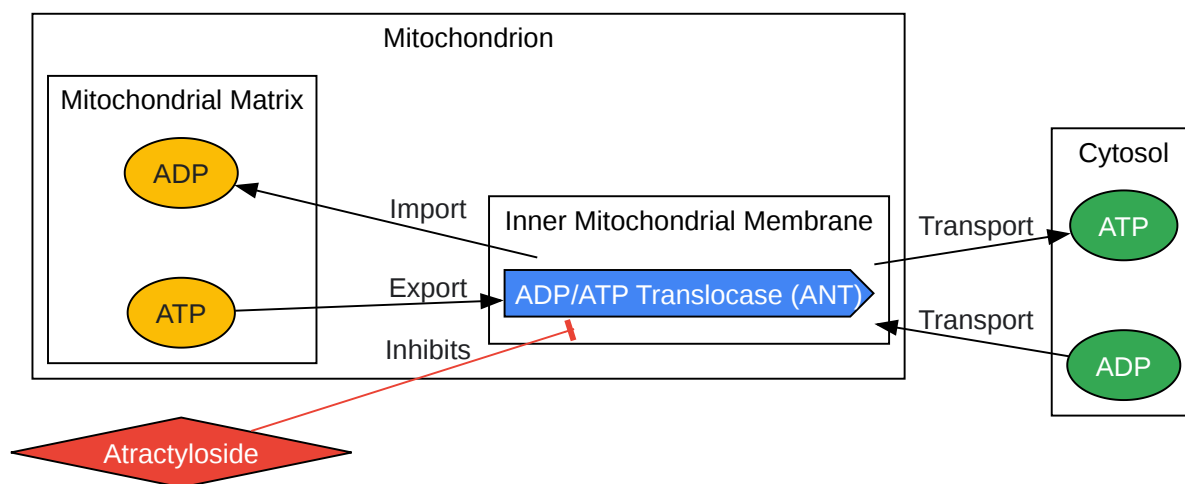 Mitochondrion
Mitochondrial Matrix
ADP
Import
ATP
Export
Inner Mitochondrial Membrane
ADP/ATP Translocase (ANT)
Inhibits
Atractyloside
Transport
Transport
Cytosol
ATP
ADP